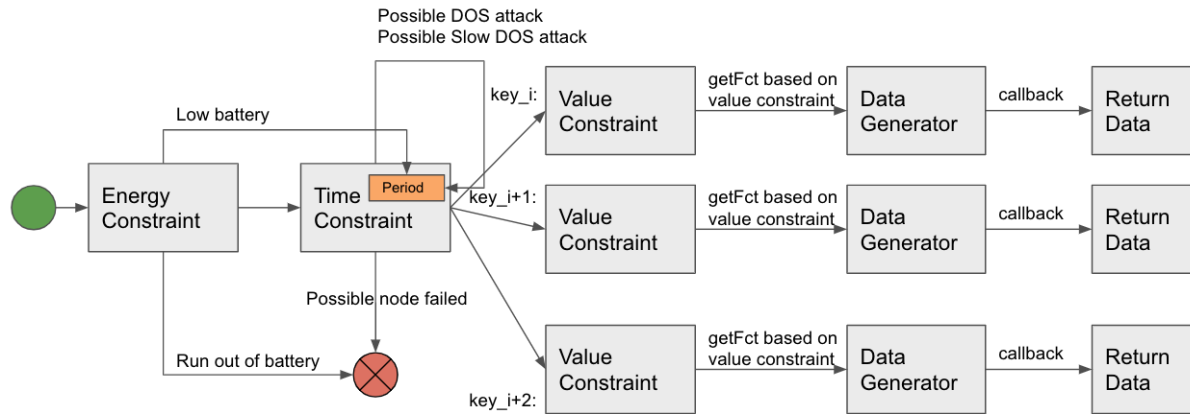 Possible DOS attack
Possible Slow DOS attack
Low battery
Energy
Constraint
Time
Constraint
Period
Possible node failed
Run out of battery
key_i:
Value
Constraint
getFct based on
value constraint
Data
Generator
callback
Return
Data
key_i+1:
Value
Constraint
getFct based on
value constraint
Data
Generator
callback
Return
Data
key_i+2:
Value
Constraint
getFct based on
value constraint
Data
Generator
callback
Return
Data